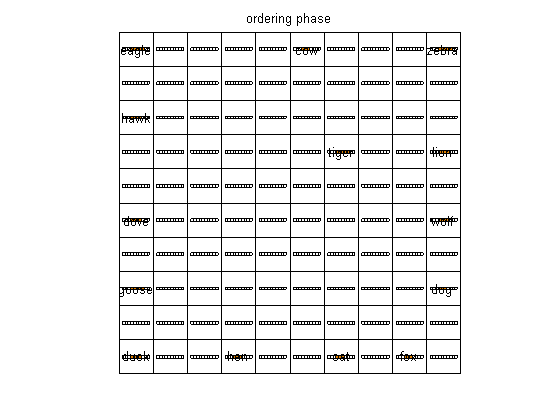 ordering phase
eagle cow zebra
hawk
tiger lion
dove wolf
goose dog
duck hen cat fox